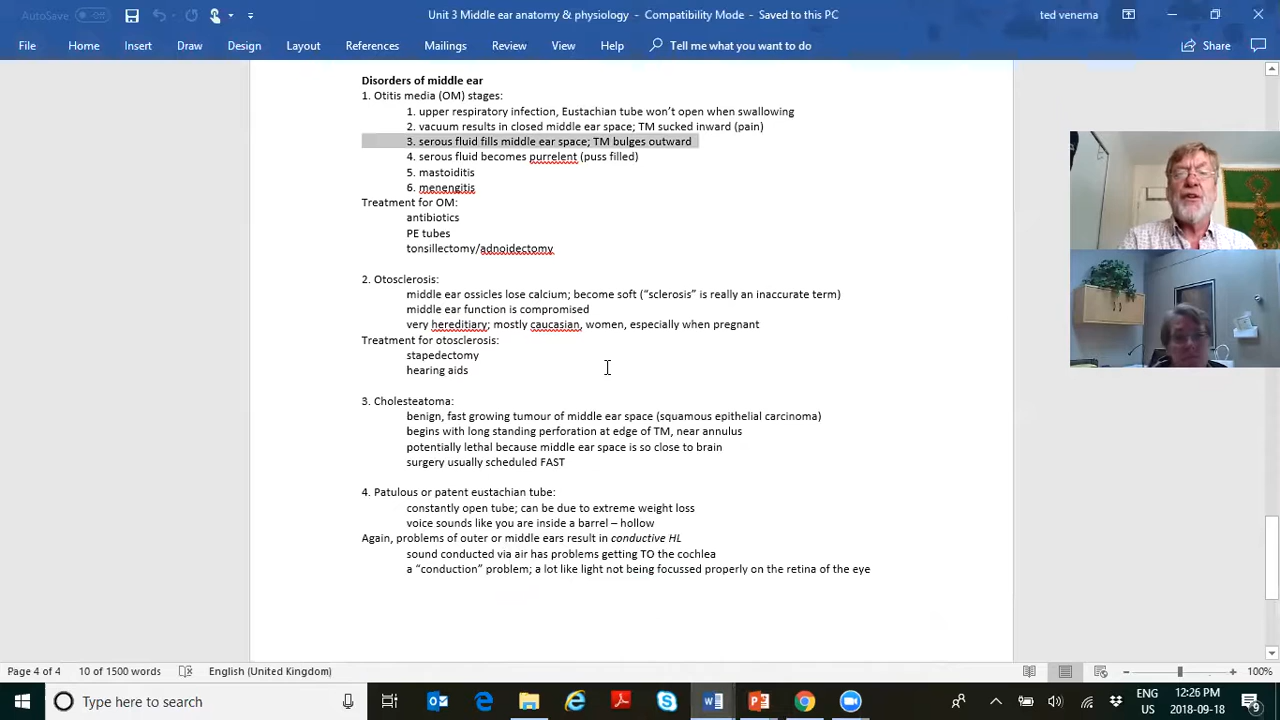 AutoSave Off
Unit 3 Middle ear anatomy & physiology - Compatibility Mode - Saved to this PC
ted venema
File Home Insert Draw Design Layout References Mailings Review View Help Tell me what you want to do Share
Disorders of middle ear
1. Otitis media (OM) stages:
1. upper respiratory infection, Eustachian tube won't open when swallowing
2. vacuum results in closed middle ear space; TM sucked inward (pain)
3. serous fluid fills middle ear space; TM bulges outward
4. serous fluid becomes purrelent (puss filled)
5. mastoiditis
6. menengitis
Treatment for OM:
antibiotics
PE tubes
tonsillectomy/adnoidectomy
2. Otosclerosis:
middle ear ossicles lose calcium; become soft ("sclerosis" is really an inaccurate term)
middle ear function is compromised
very hereditiary; mostly caucasian, women, especially when pregnant
Treatment for otosclerosis:
stapedectomy
hearing aids
3. Cholesteatoma:
benign, fast growing tumour of middle ear space (squamous epithelial carcinoma)
begins with long standing perforation at edge of TM, near annulus
potentially lethal because middle ear space is so close to brain
surgery usually scheduled FAST
4. Patulous or patent eustachian tube:
constantly open tube; can be due to extreme weight loss
voice sounds like you are inside a barrel – hollow
Again, problems of outer or middle ears result in conductive HL
sound conducted via air has problems getting TO the cochlea
a "conduction" problem; a lot like light not being focussed properly on the retina of the eye
Page 4 of 4 10 of 1500 words English (United Kingdom) 100%
Type here to search
ENG 12:26 PM
US 2018-09-18 9